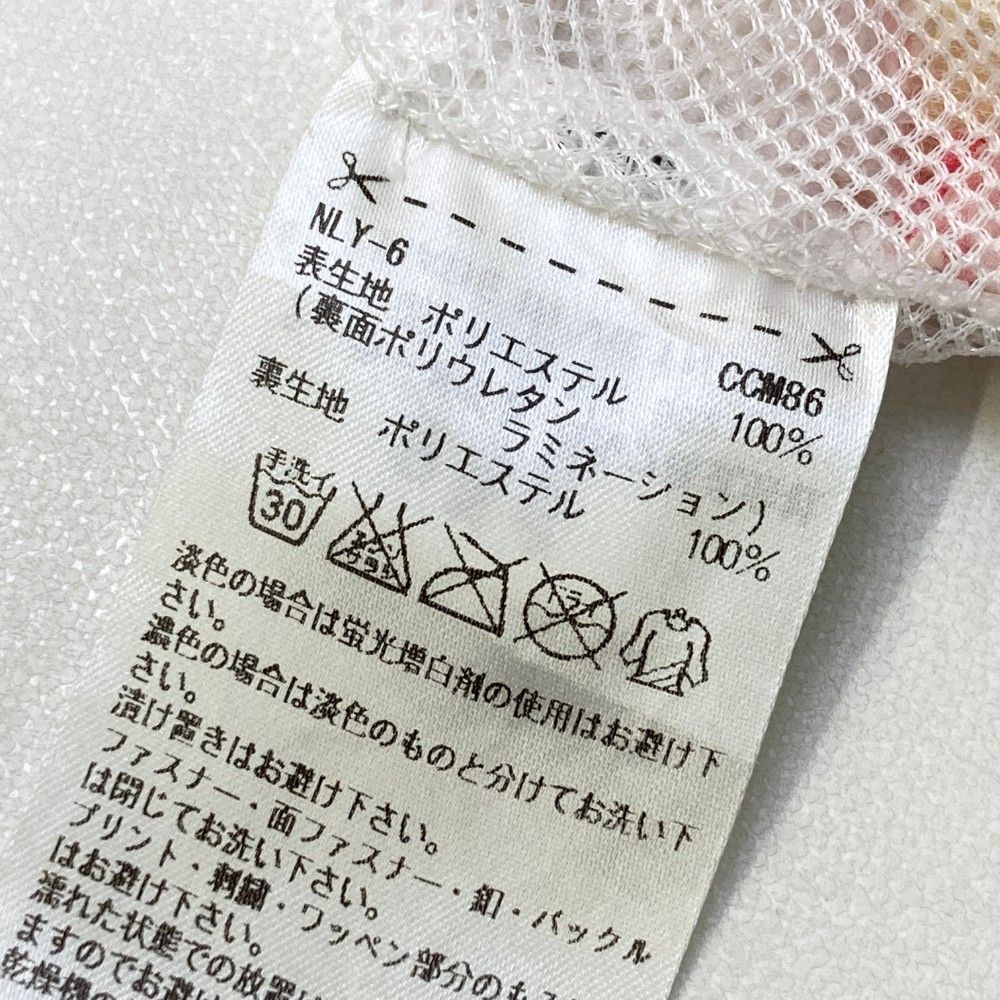 NLY-6 CCM86
表生地 ポリエステル 100%
(裏面ポリウレタン
ラミネーション)
裏生地 ポリエステル 100%
手洗イ
30
淡色の場合は蛍光増白剤の使用はお避け下
さい。
濃色の場合は淡色のものと分けてお洗い下
さい。
漬け置きはお避け下さい。
ファスナー・面ファスナー・釦・バックル
は閉じてお洗い下さい。
プリント・刺繍・ワッペン部分のも
はお避け下さい。
濡れた状態での放置
ますのでお避け
乾燥機の